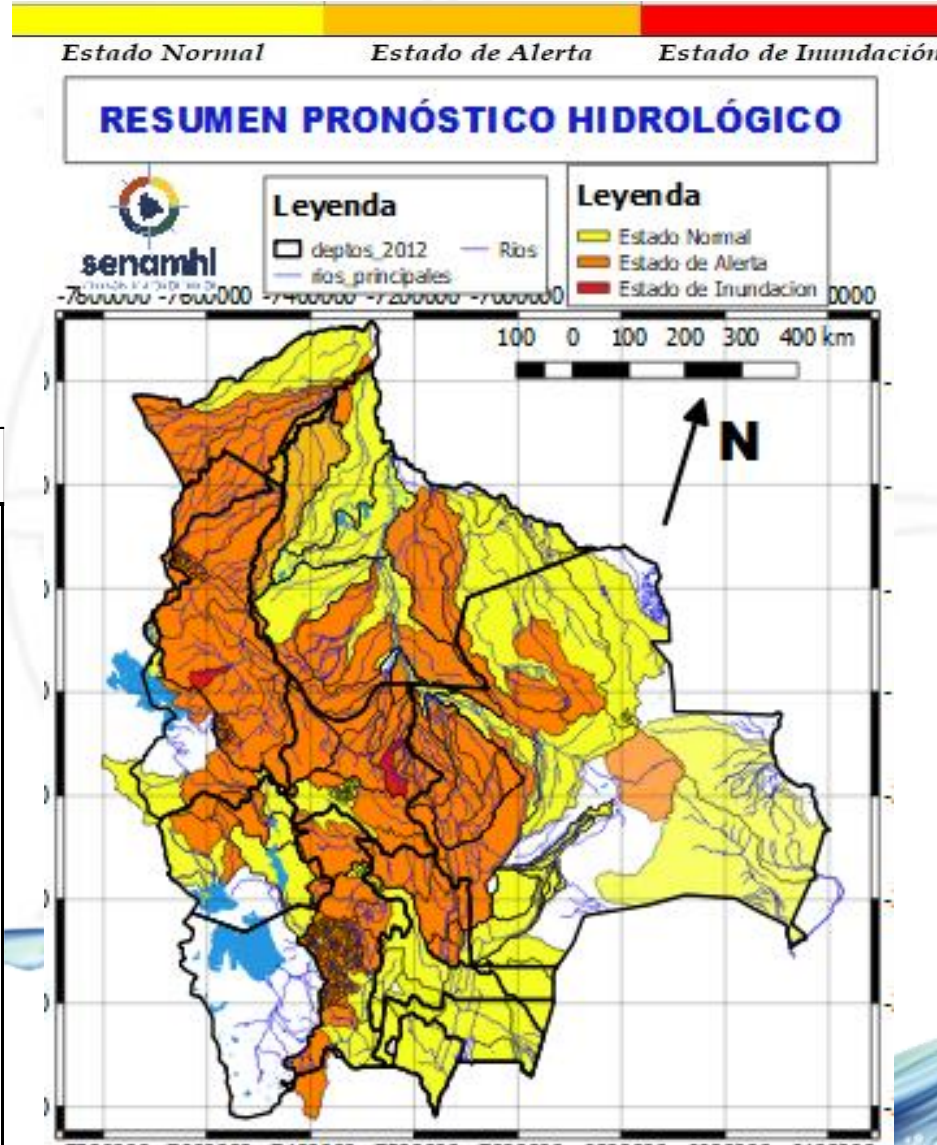 Estado Normal Estado de Alerta Estado de Inundación
RESUMEN PRONÓSTICO HIDROLÓGICO
senamhi
Leyenda
deptos_2012 Rios
rios_principales
Leyenda
Estado Normal
Estado de Alerta
Estado de Inundacion
100 0 100 200 300 400 km
N